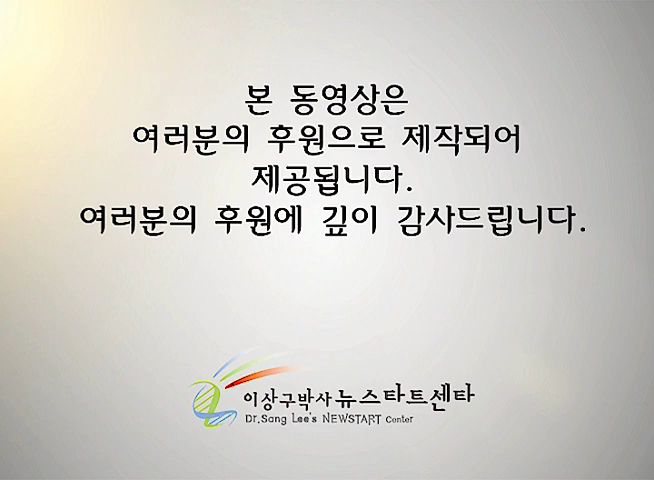 본 동영상은
여러분의 후원으로 제작되어
제공됩니다.
여러분의 후원에 깊이 감사드립니다.
이상구박사 뉴스타트센타
Dr.Sang Lee's NEWSTART Center